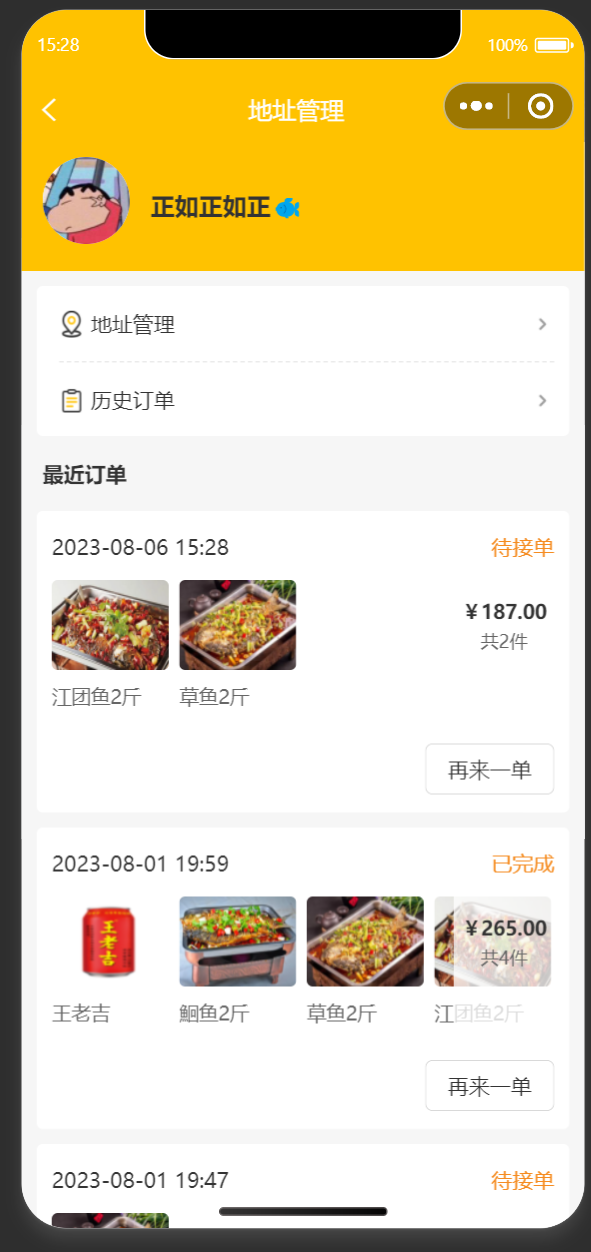 15:28
100%
地址管理
正如正如正
地址管理
历史订单
最近订单
2023-08-06 15:28
待接单
¥187.00
共2件
江团鱼2斤
草鱼2斤
再来一单
2023-08-01 19:59
已完成
王老吉
¥265.00
共4件
王老吉
鮰鱼2斤
草鱼2斤
江团鱼2斤
再来一单
2023-08-01 19:47
待接单